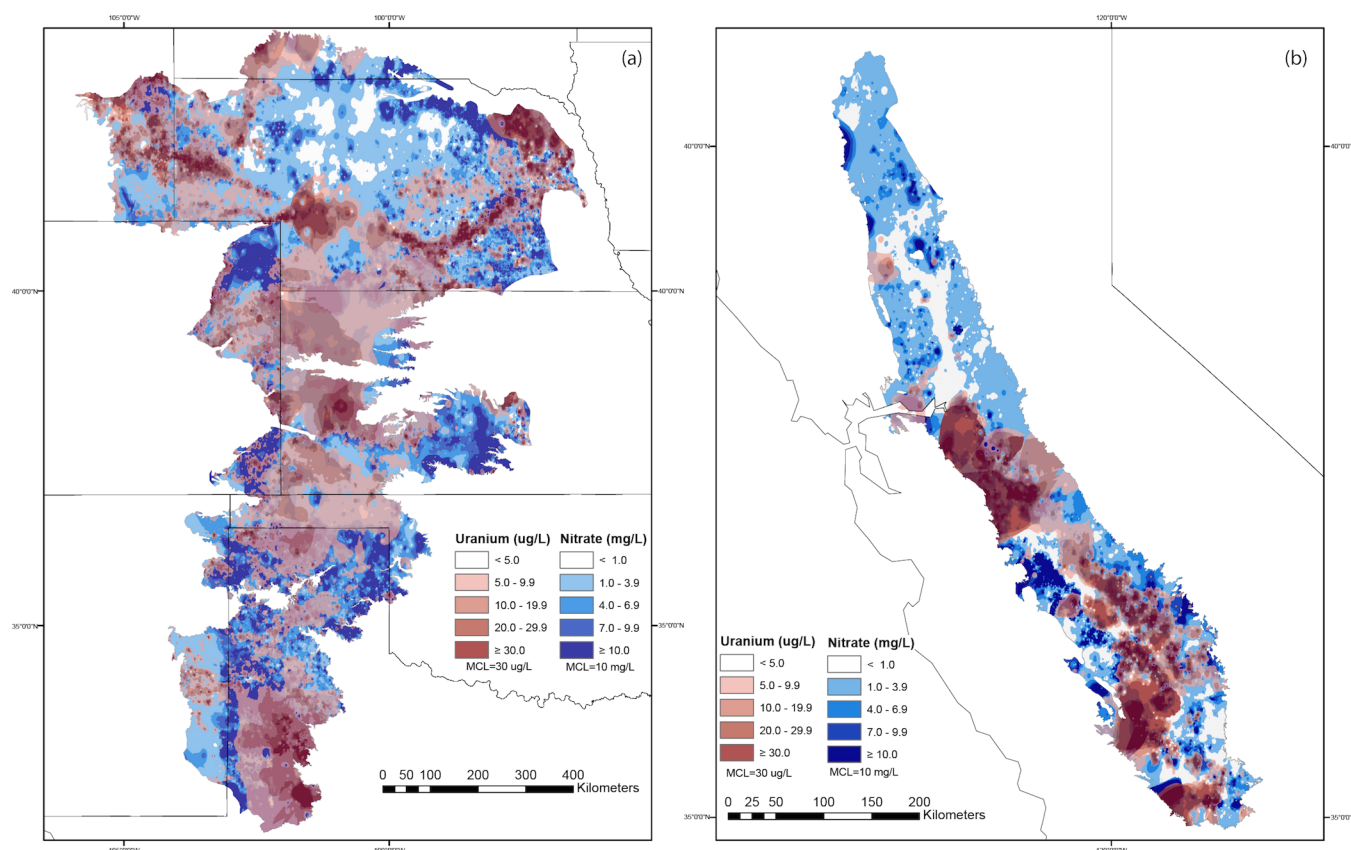 105°0'0"W 100°0'0"W
(a)
40°0'0"N 40°0'0"N
35°0'0"N 35°0'0"N
Uranium (ug/L) Nitrate (mg/L)
< 5.0 < 1.0
5.0 - 9.9 1.0 - 3.9
10.0 - 19.9 4.0 - 6.9
20.0 - 29.9 7.0 - 9.9
≥ 30.0 ≥ 10.0
MCL=30 ug/L MCL=10 mg/L
0 50 100 200 300 400
Kilometers
120°0'0"W
(b)
40°0'0"N 40°0'0"N
Uranium (ug/L) Nitrate (mg/L)
< 5.0 < 1.0
5.0 - 9.9 1.0 - 3.9
10.0 - 19.9 4.0 - 6.9
20.0 - 29.9 7.0 - 9.9
≥ 30.0 ≥ 10.0
MCL=30 ug/L MCL=10 mg/L
0 25 50 100 150 200
Kilometers
35°0'0"N 35°0'0"N